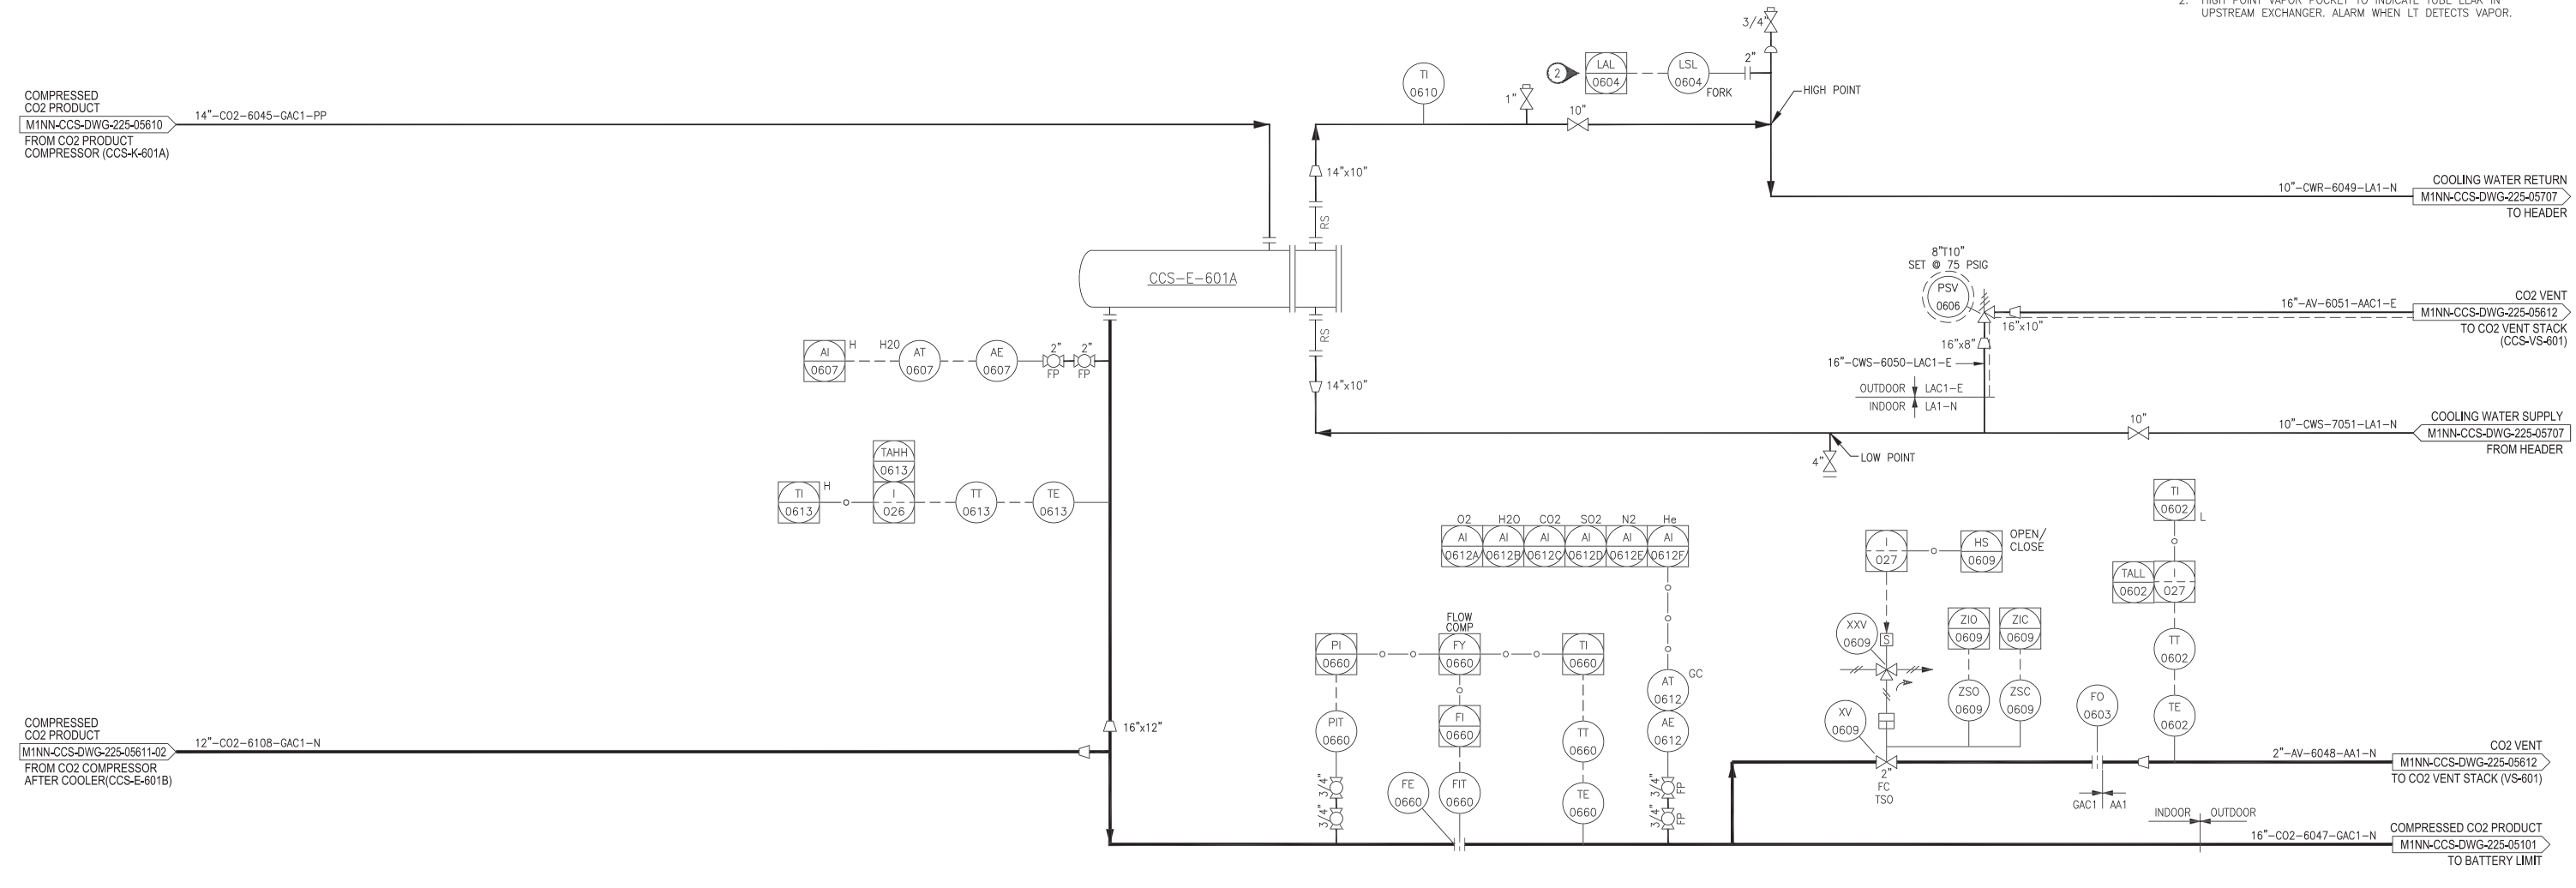 2. HIGH POINT VAPOR POCKET TO INDICATE TUBE LEAK IN
UPSTREAM EXCHANGER. ALARM WHEN LT DETECTS VAPOR.
3/4"
2
LAL
0604
LSL
0604
FORK
2"
HIGH POINT
TI
0610
1"
10"
COMPRESSED
CO2 PRODUCT
M1NN-CCS-DWG-225-05610
FROM CO2 PRODUCT
COMPRESSOR (CCS-K-601A)
14"-CO2-6045-GAC1-PP
14"x10"
RS
10"-CWR-6049-LA1-N
COOLING WATER RETURN
M1NN-CCS-DWG-225-05707
TO HEADER
CCS-E-601A
8"T10"
SET @ 75 PSIG
PSV
0606
16"x10"
16"-AV-6051-AAC1-E
CO2 VENT
M1NN-CCS-DWG-225-05612
TO CO2 VENT STACK
(CCS-VS-601)
RS
16"x8"
16"-CWS-6050-LAC1-E
OUTDOOR
LAC1-E
INDOOR
LA1-N
AI
0607
H
H20
AT
0607
AE
0607
2"
FP
2"
FP
14"x10"
10"
10"-CWS-7051-LA1-N
COOLING WATER SUPPLY
M1NN-CCS-DWG-225-05707
FROM HEADER
4"
LOW POINT
TAHH
0613
TI
0613
H
I
026
TT
0613
TE
0613
TI
0602
L
O2
H2O
CO2
SO2
N2
He
AI
0612A
AI
0612B
AI
0612C
AI
0612D
AI
0612E
AI
0612F
I
027
HS
0609
OPEN/
CLOSE
TALL
0602
I
027
FLOW
COMP
PI
0660
FY
0660
TI
0660
XXV
0609
S
ZIO
0609
ZIC
0609
TT
0602
AT
0612
GC
PIT
0660
FI
0660
TT
0660
AE
0612
XV
0609
ZSO
0609
ZSC
0609
FO
0603
TE
0602
COMPRESSED
CO2 PRODUCT
M1NN-CCS-DWG-225-05611-02
FROM CO2 COMPRESSOR
AFTER COOLER(CCS-E-601B)
12"-CO2-6108-GAC1-N
16"x12"
2"
FC
TSO
GAC1
AA1
2"-AV-6048-AA1-N
CO2 VENT
M1NN-CCS-DWG-225-05612
TO CO2 VENT STACK (VS-601)
3/4"
3/4"
FE
0660
FIT
0660
TE
0660
3/4"
FP
3/4"
FP
INDOOR
OUTDOOR
16"-CO2-6047-GAC1-N
COMPRESSED CO2 PRODUCT
M1NN-CCS-DWG-225-05101
TO BATTERY LIMIT